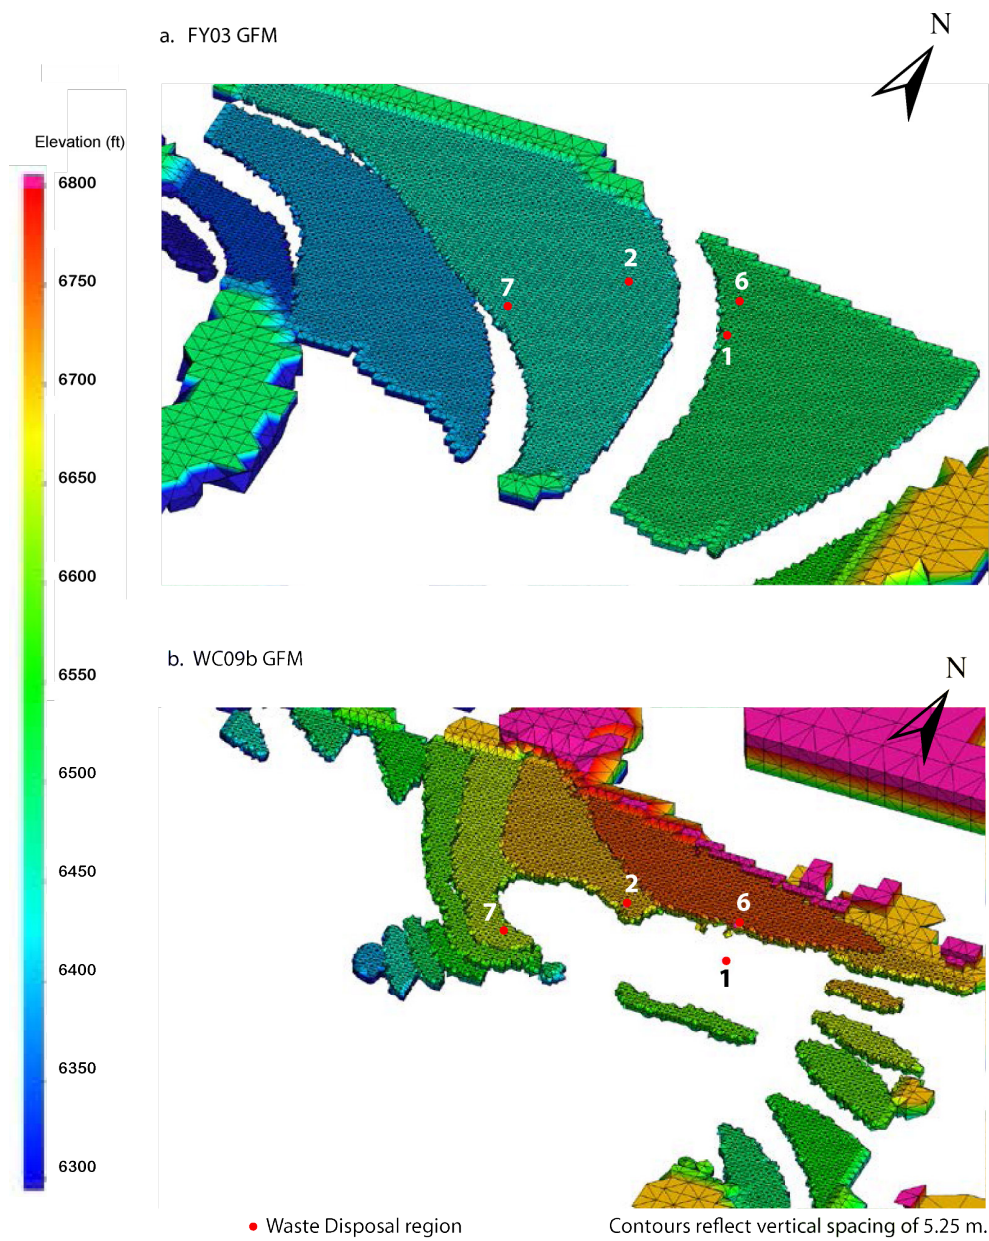 a. FY03 GFM
N
Elevation (ft)
6800
6750
6700
6650
6600
6550
6500
6450
6400
6350
6300
2
7
6
1
b. WC09b GFM
N
2
7
6
1
Waste Disposal region
Contours reflect vertical spacing of 5.25 m.